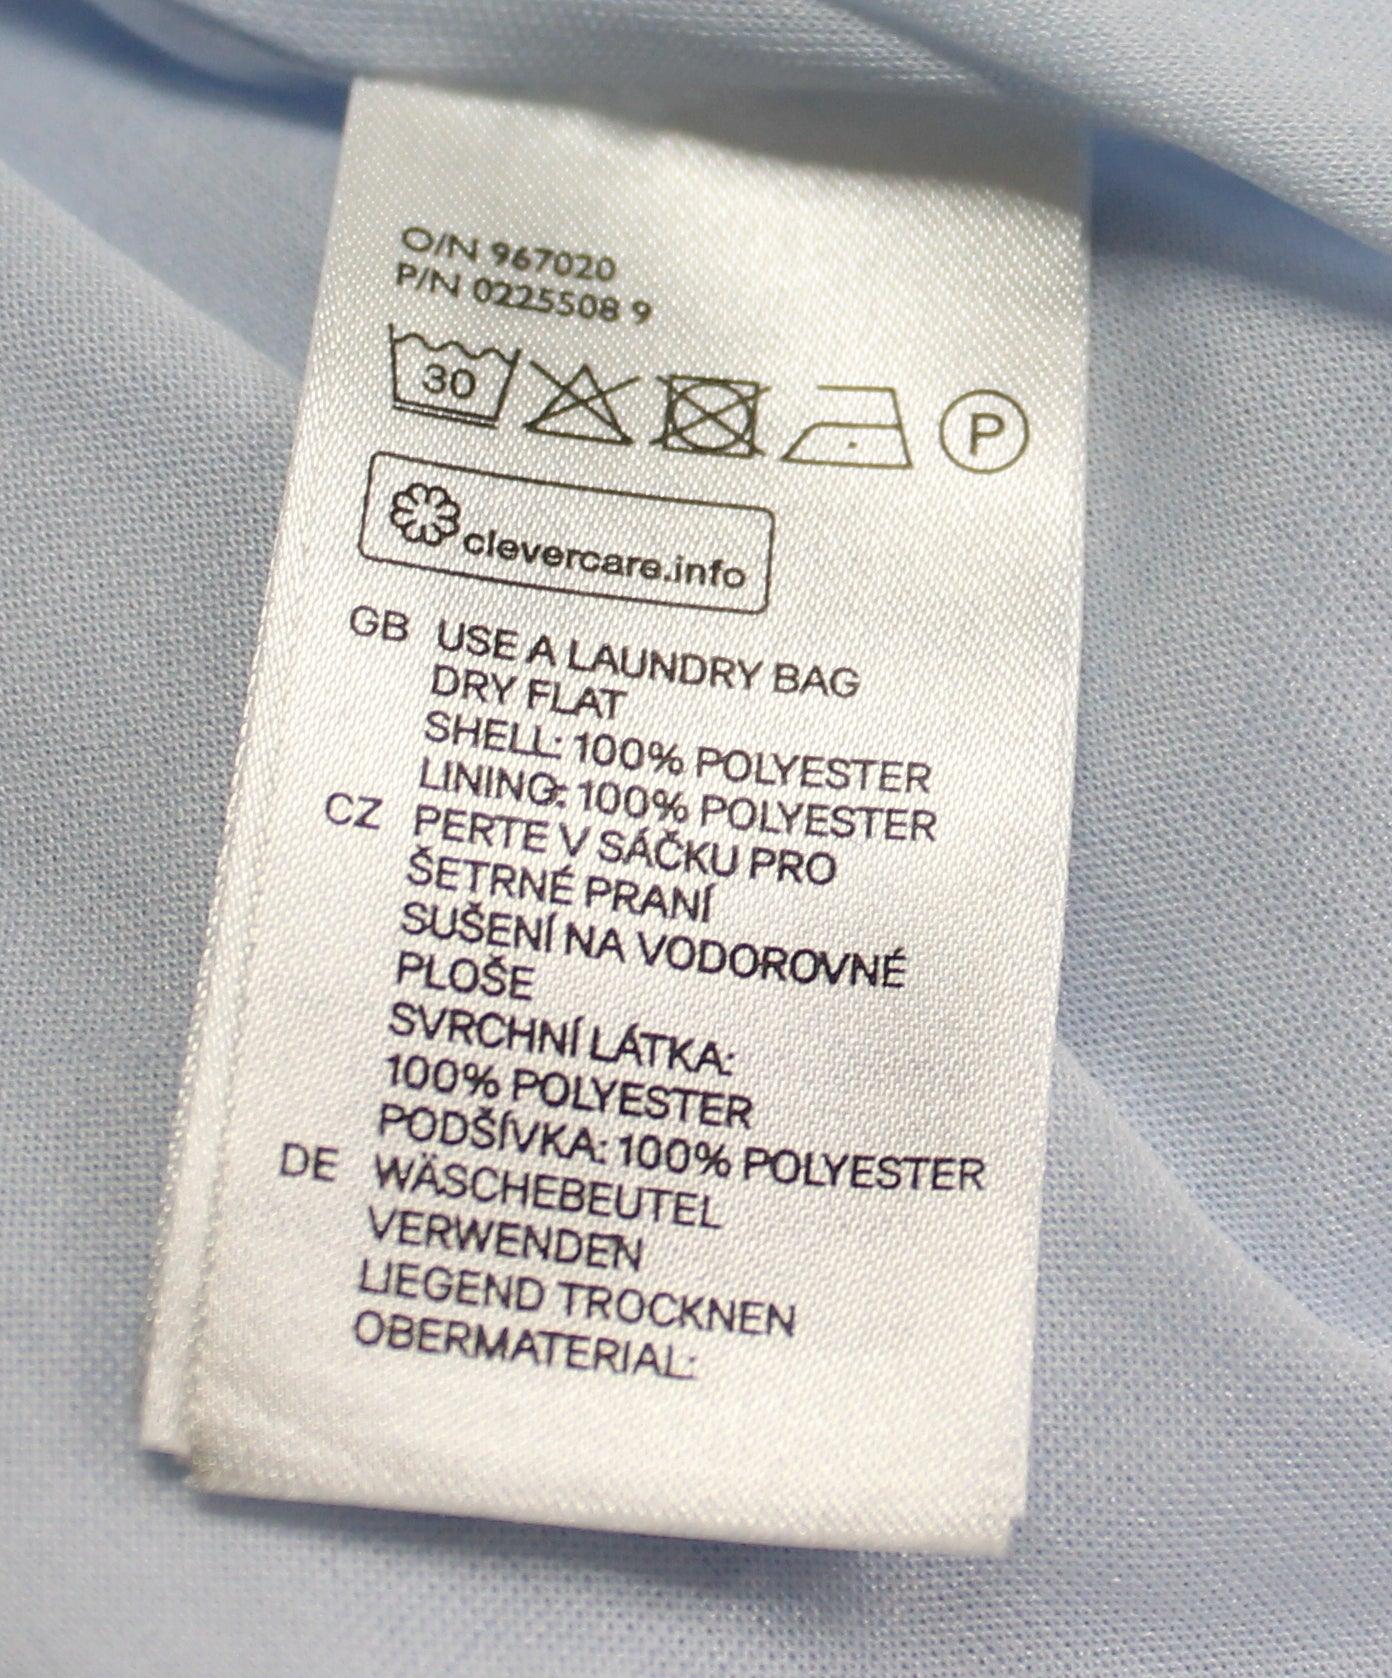 O/N 967020
P/N 0225508 9
30 P
clevercare.info
GB USE A LAUNDRY BAG
DRY FLAT
SHELL: 100% POLYESTER
LINING: 100% POLYESTER
CZ PERTE V SÁČKU PRO
ŠETRNÉ PRANÍ
SUŠENÍ NA VODOROVNÉ
PLOŠE
SVRCHNÍ LÁTKA:
100% POLYESTER
PODŠÍVKA: 100% POLYESTER
DE WÄSCHEBEUTEL
VERWENDEN
LIEGEND TROCKNEN
OBERMATERIAL: